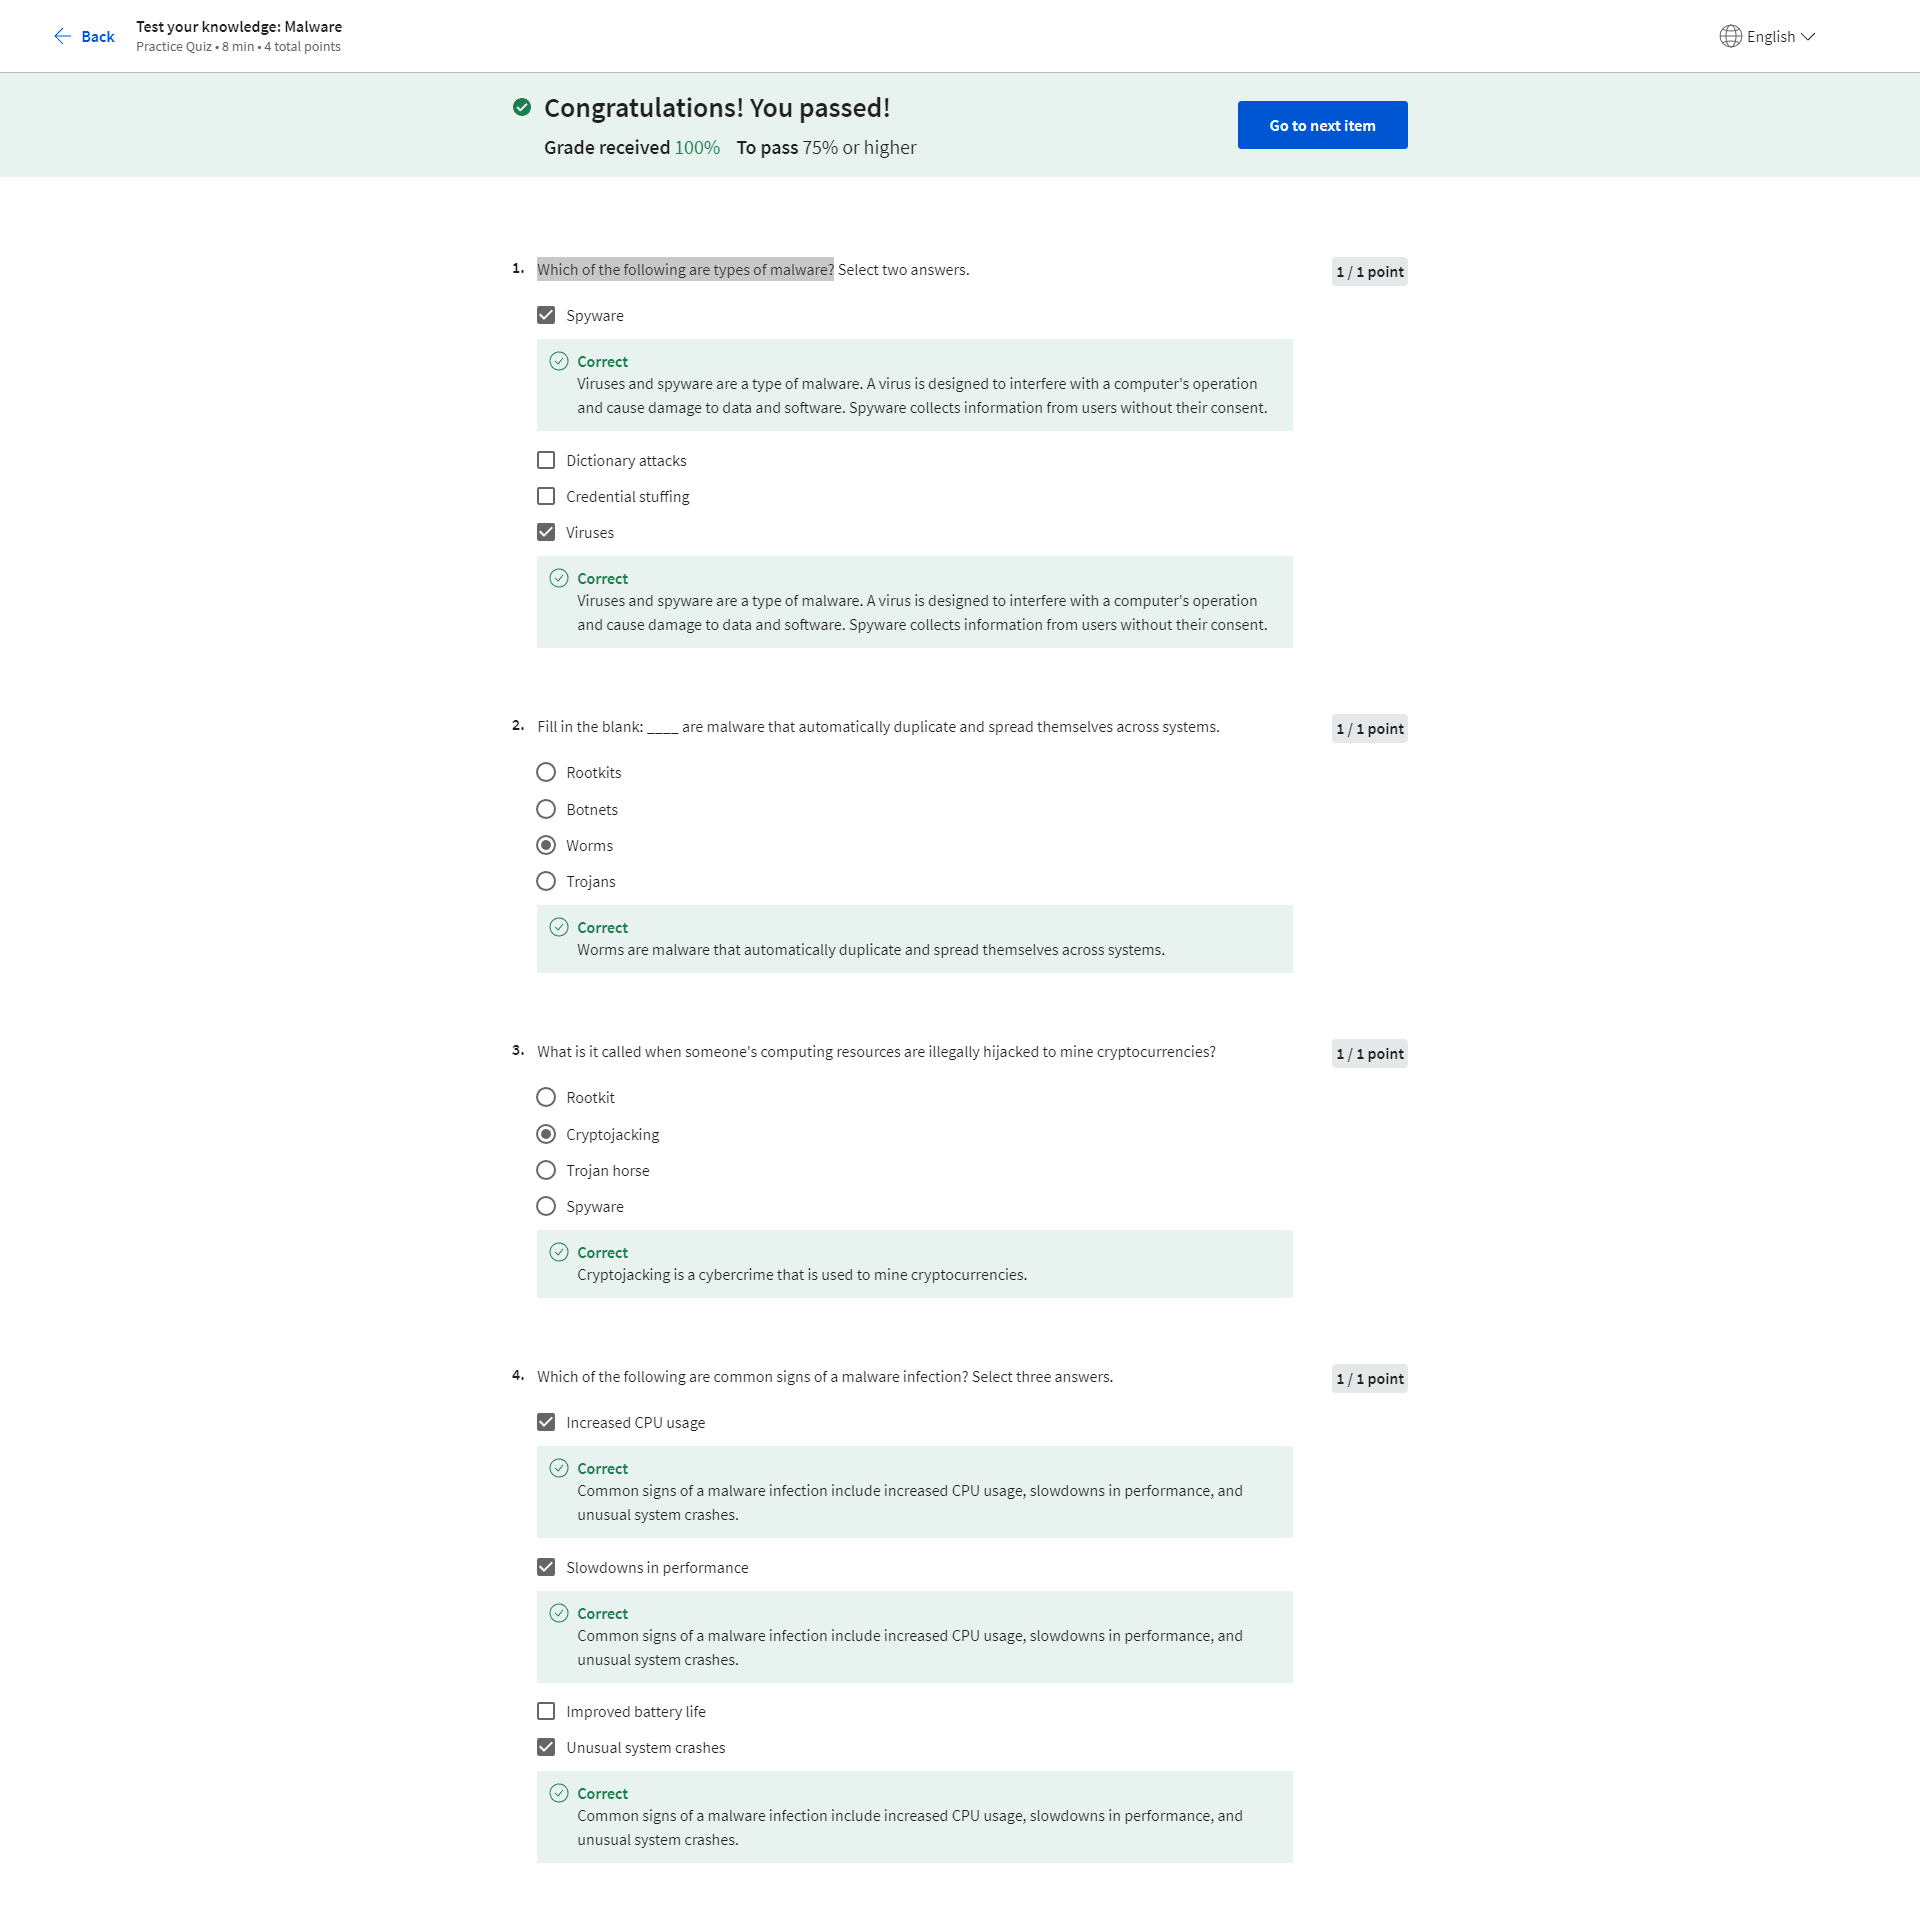 Back
Test your knowledge: Malware
Practice Quiz • 8 min • 4 total points
English
Congratulations! You passed!
Grade received 100% To pass 75% or higher
Go to next item
1. Which of the following are types of malware? Select two answers.
1 / 1 point
Spyware
Correct
Viruses and spyware are a type of malware. A virus is designed to interfere with a computer's operation
and cause damage to data and software. Spyware collects information from users without their consent.
Dictionary attacks
Credential stuffing
Viruses
Correct
Viruses and spyware are a type of malware. A virus is designed to interfere with a computer's operation
and cause damage to data and software. Spyware collects information from users without their consent.
2. Fill in the blank: ____ are malware that automatically duplicate and spread themselves across systems.
1 / 1 point
Rootkits
Botnets
Worms
Trojans
Correct
Worms are malware that automatically duplicate and spread themselves across systems.
3. What is it called when someone's computing resources are illegally hijacked to mine cryptocurrencies?
1 / 1 point
Rootkit
Cryptojacking
Trojan horse
Spyware
Correct
Cryptojacking is a cybercrime that is used to mine cryptocurrencies.
4. Which of the following are common signs of a malware infection? Select three answers.
1 / 1 point
Increased CPU usage
Correct
Common signs of a malware infection include increased CPU usage, slowdowns in performance, and
unusual system crashes.
Slowdowns in performance
Correct
Common signs of a malware infection include increased CPU usage, slowdowns in performance, and
unusual system crashes.
Improved battery life
Unusual system crashes
Correct
Common signs of a malware infection include increased CPU usage, slowdowns in performance, and
unusual system crashes.